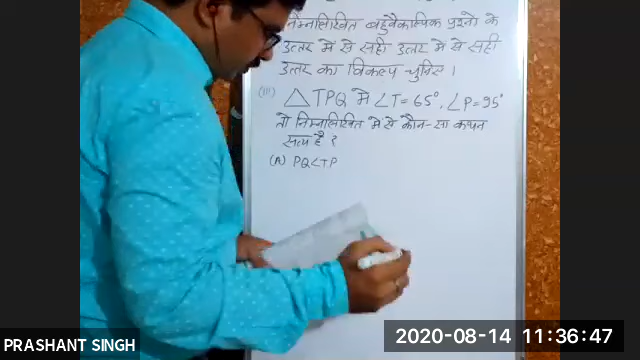 निम्नलिखित बहुवैकल्पिक प्रश्नो के
उत्तर में से सही उत्तर में से सही
उत्तर का विकल्प चुनिए।
(III) △TPQ मे ∠T=65°, ∠P=95°
तो निम्नलिखित मे से कौन-सा कथन
सत्य है ?
(A) PQ<TP
PRASHANT SINGH
2020-08-14 11:36:47